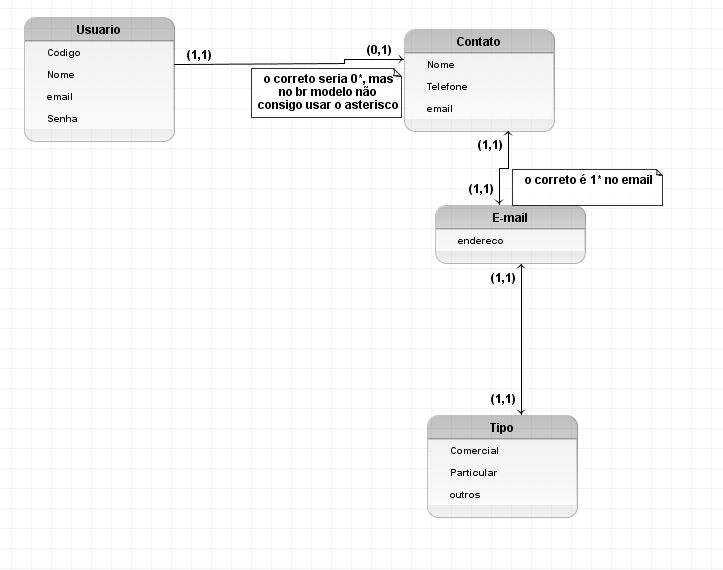 Usuario
Codigo
Nome
email
Senha
(1,1)
(0,1)
o correto seria 0*, mas
no br modelo não
consigo usar o asterisco
Contato
Nome
Telefone
email
(1,1)
(1,1)
o correto é 1* no email
E-mail
endereco
(1,1)
(1,1)
Tipo
Comercial
Particular
outros